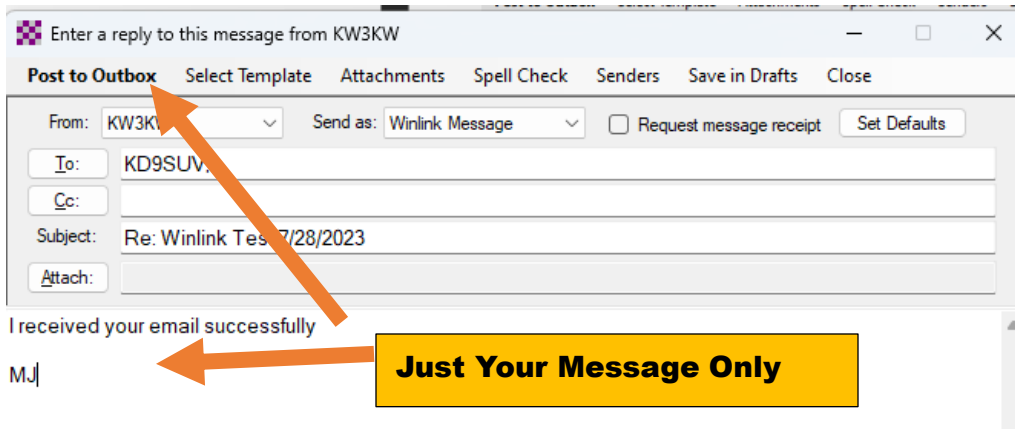 Enter a reply to this message from KW3KW
Post to Outbox Select Template Attachments Spell Check Senders Save in Drafts Close
From: Send as: Winlink Message Request message receipt Set Defaults
To: KD9SUV;
Cc:
Subject: Re: Winlink 7/28/2023
Attach:
I received your email successfully
Just Your Message Only
MJ